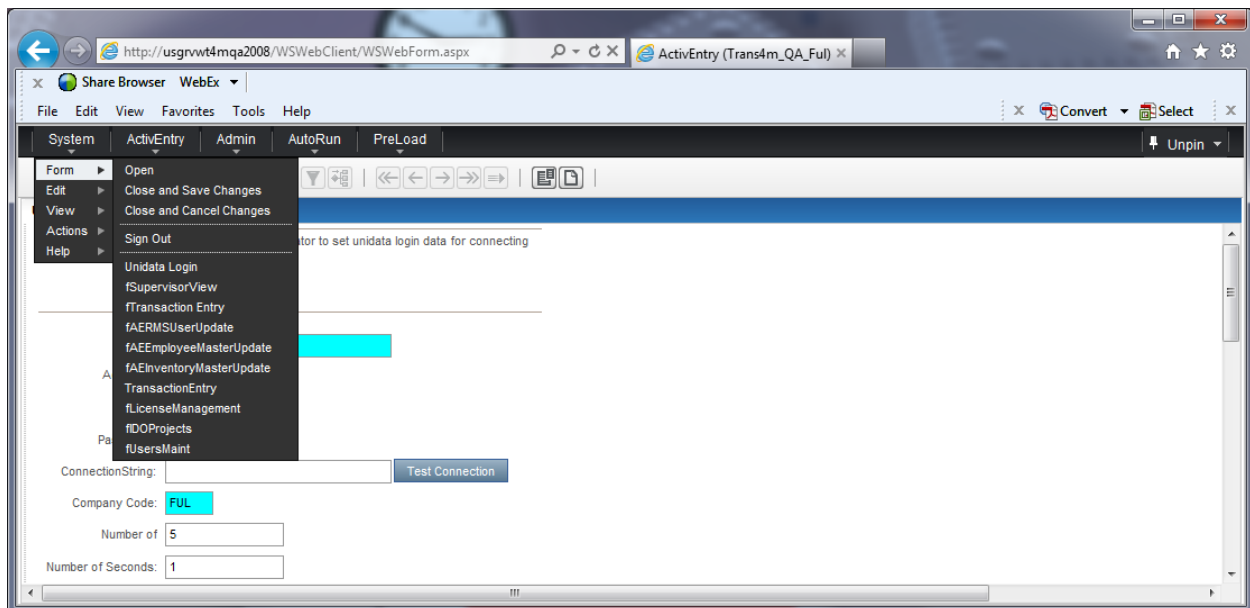 http://usgrvwt4mqa2008/WSWebClient/WSWebForm.aspx
ActivEntry (Trans4m_QA_Ful)
x Share Browser WebEx
File Edit View Favorites Tools Help
x Convert Select x
System ActivEntry Admin AutoRun PreLoad Unpin
Form Open
Edit Close and Save Changes
View Close and Cancel Changes
Actions
Sign Out
Help
itor to set unidata login data for connecting
Unidata Login
fSupervisorView
fTransaction Entry
fAERMSUserUpdate
fAEEmployeeMasterUpdate
fAEInventoryMasterUpdate
A
TransactionEntry
fLicenseManagement
fIDOProjects
Pa
fUsersMaint
ConnectionString: Test Connection
Company Code: FUL
Number of 5
Number of Seconds: 1